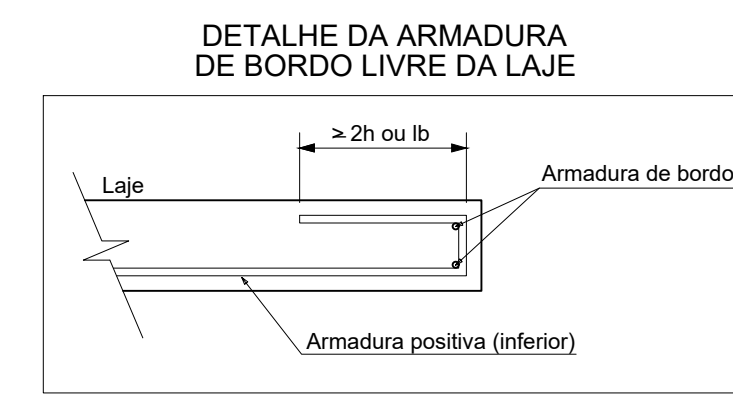 DETALHE DA ARMADURA
DE BORDO LIVRE DA LAJE
≥ 2h ou lb
Armadura de bordo
Laje
Armadura positiva (inferior)